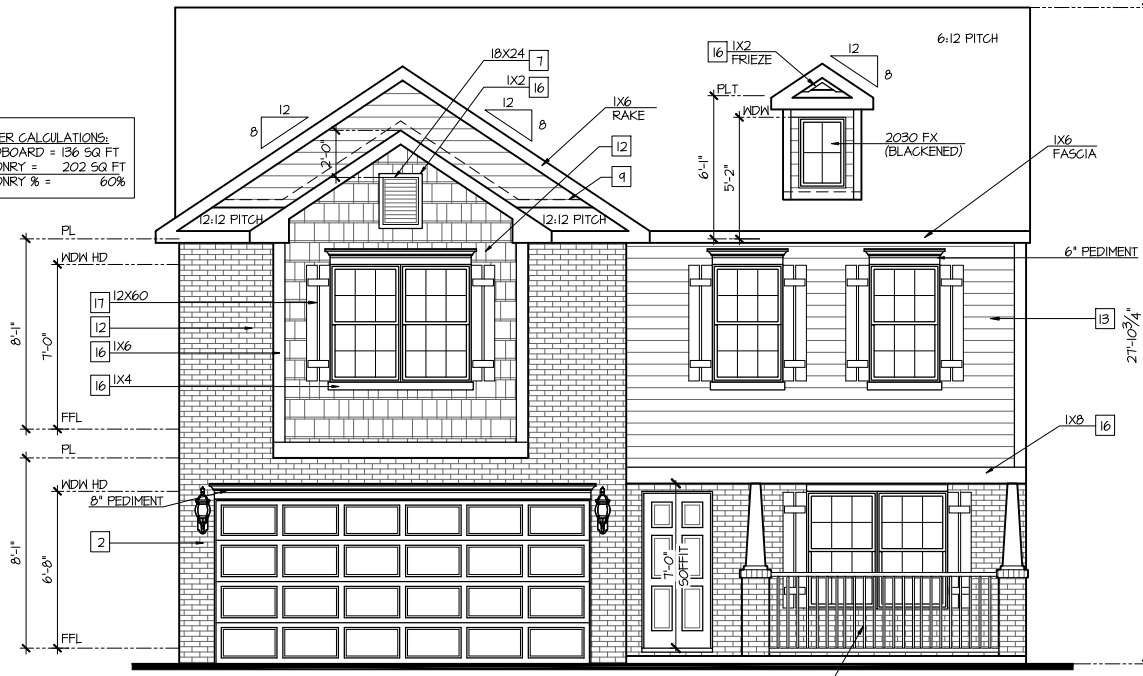 6:12 PITCH
18X24 7
1X2 16
16 1X2
FRIEZE
12
8
PLT
WDW
12
8
12
8
1X6
RAKE
2030 FX
(BLACKENED)
1X6
FASCIA
CALCULATIONS:
= 136 SQ FT
= 202 SQ FT
% = 60%
2'-0"
12
9
6'-1"
5'-2"
12:12 PITCH
12:12 PITCH
PL
WDW HD
6" PEDIMENT
17 12X60
12
16 1X6
16 1X4
8'-1"
7'-0"
13
27'-10 3/4"
FFL
PL
1X8 16
WDW HD
8" PEDIMENT
2
8'-1"
6'-8"
7'-0"
SOFFIT
FFL